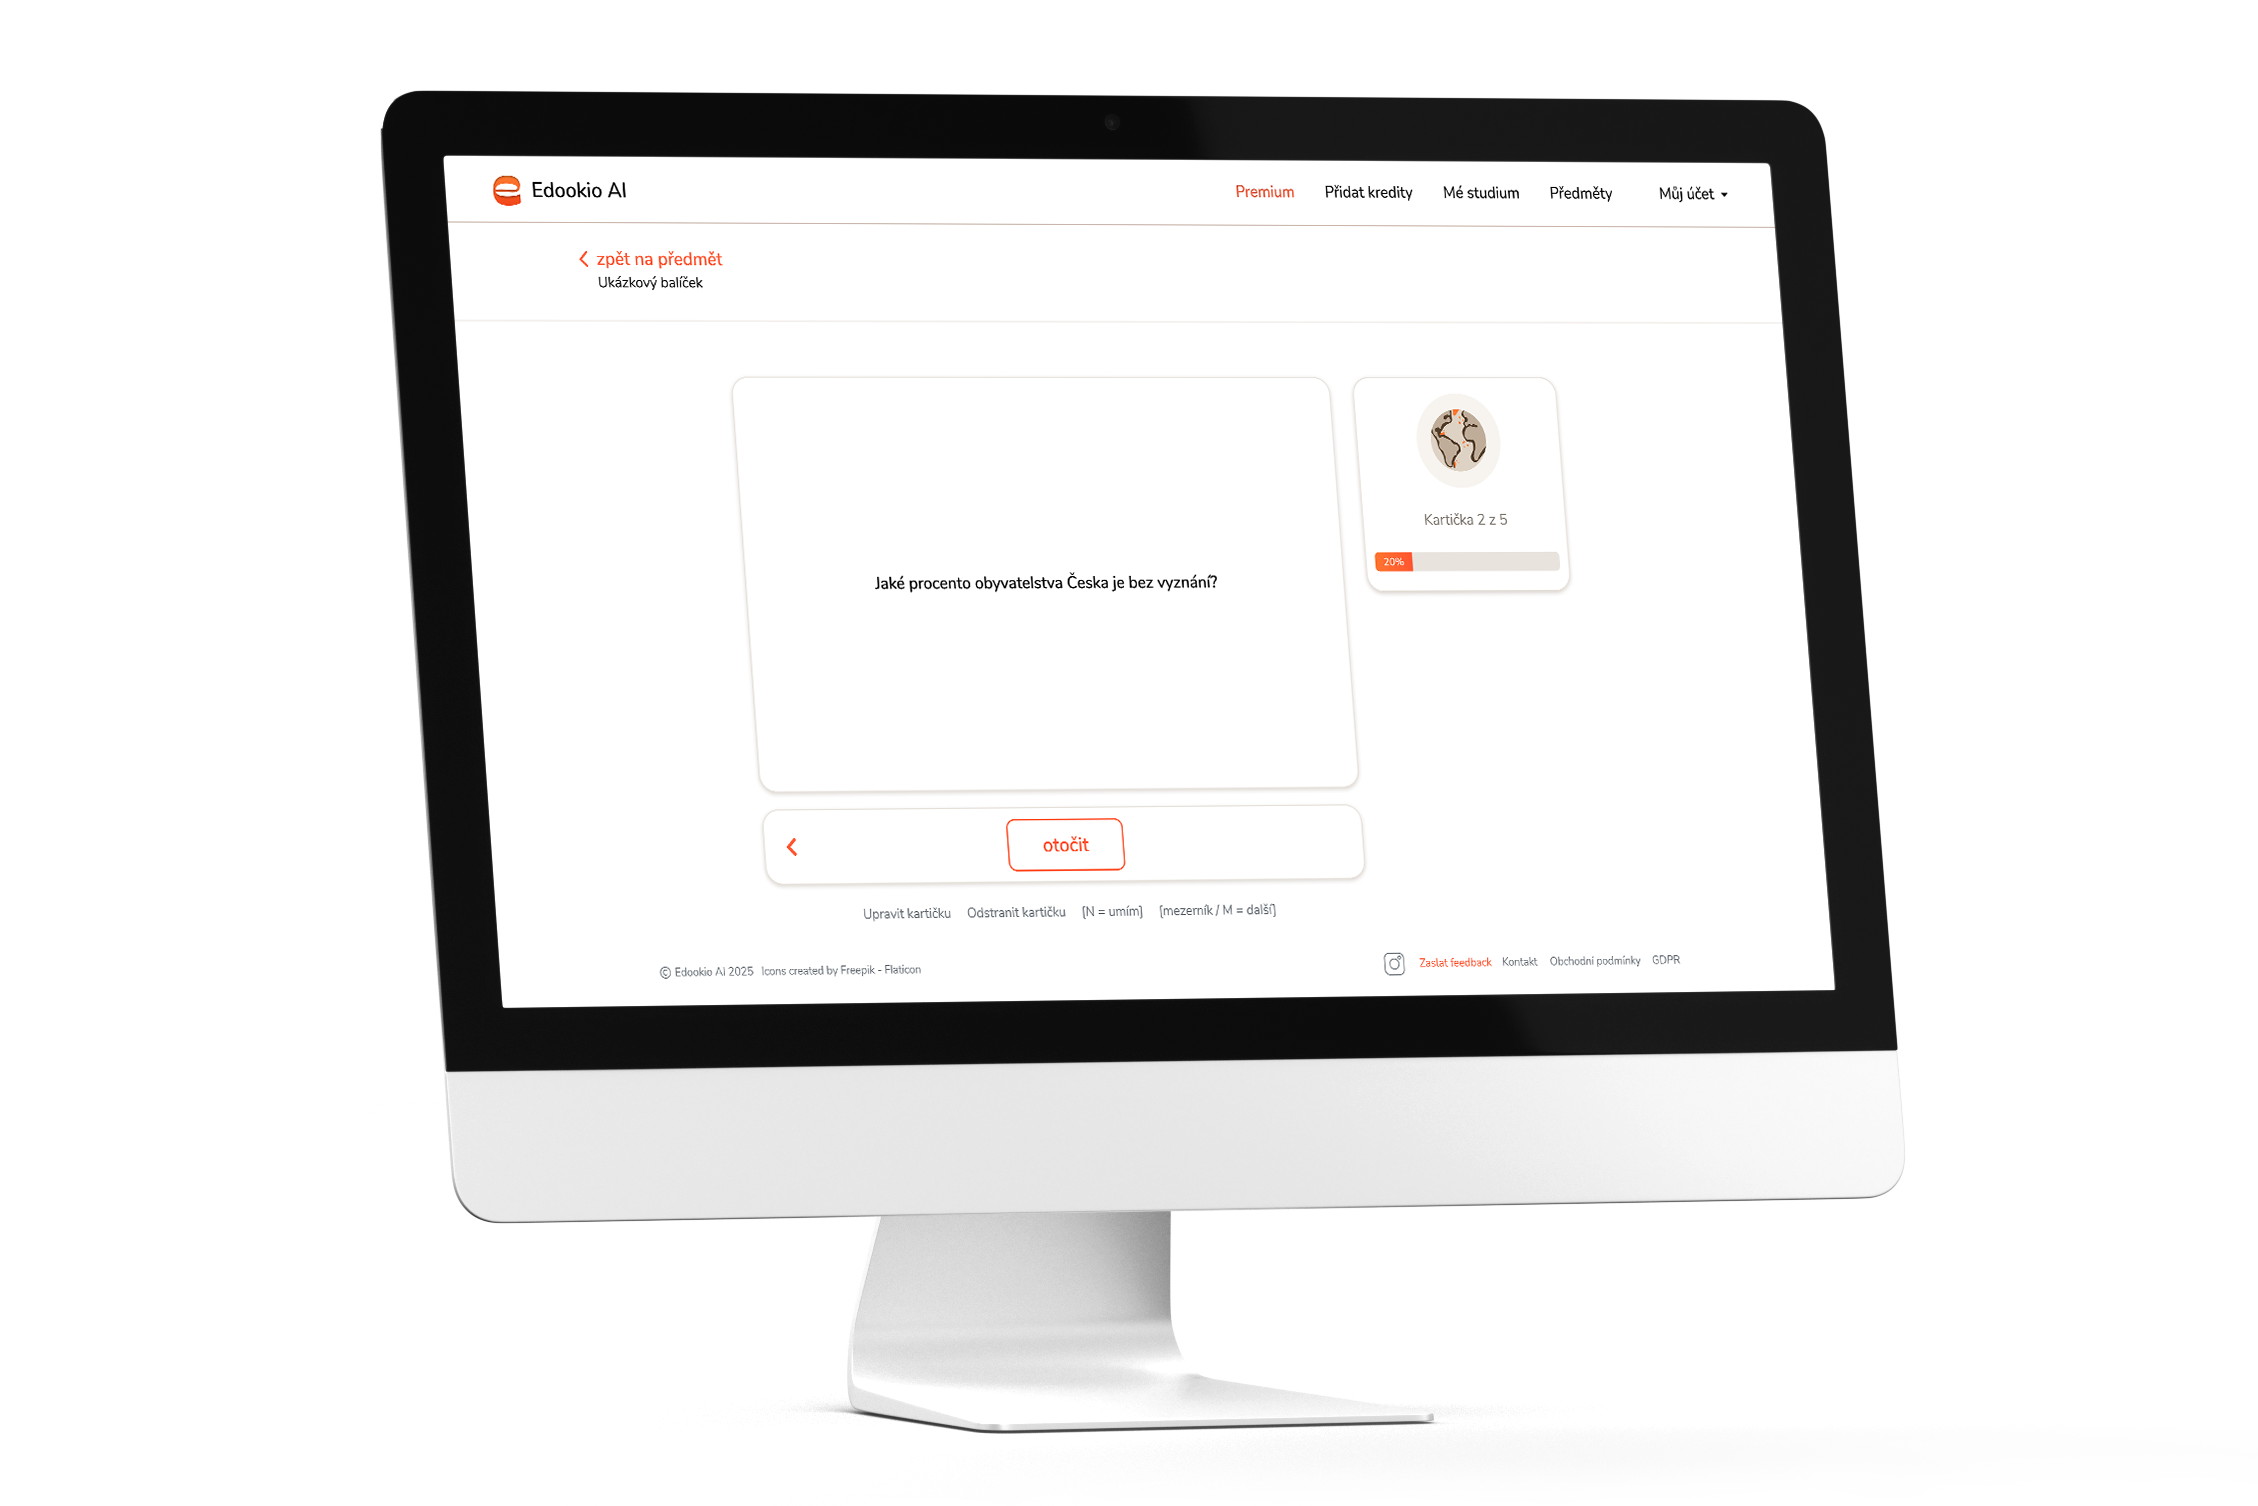 Edookio AI
Premium Přidat kredity Mé studium Předměty Můj účet
zpět na předmět
Ukázkový balíček
Kartička 2 z 5
20%
Jaké procento obyvatelstva Česka je bez vyznání?
otočit
Upravit kartičku Odstranit kartičku [N = umím] [mezerník / M = další]
© Edookio AI 2025 Icons created by Freepik - Flaticon
Zaslat feedback Kontakt Obchodní podmínky GDPR